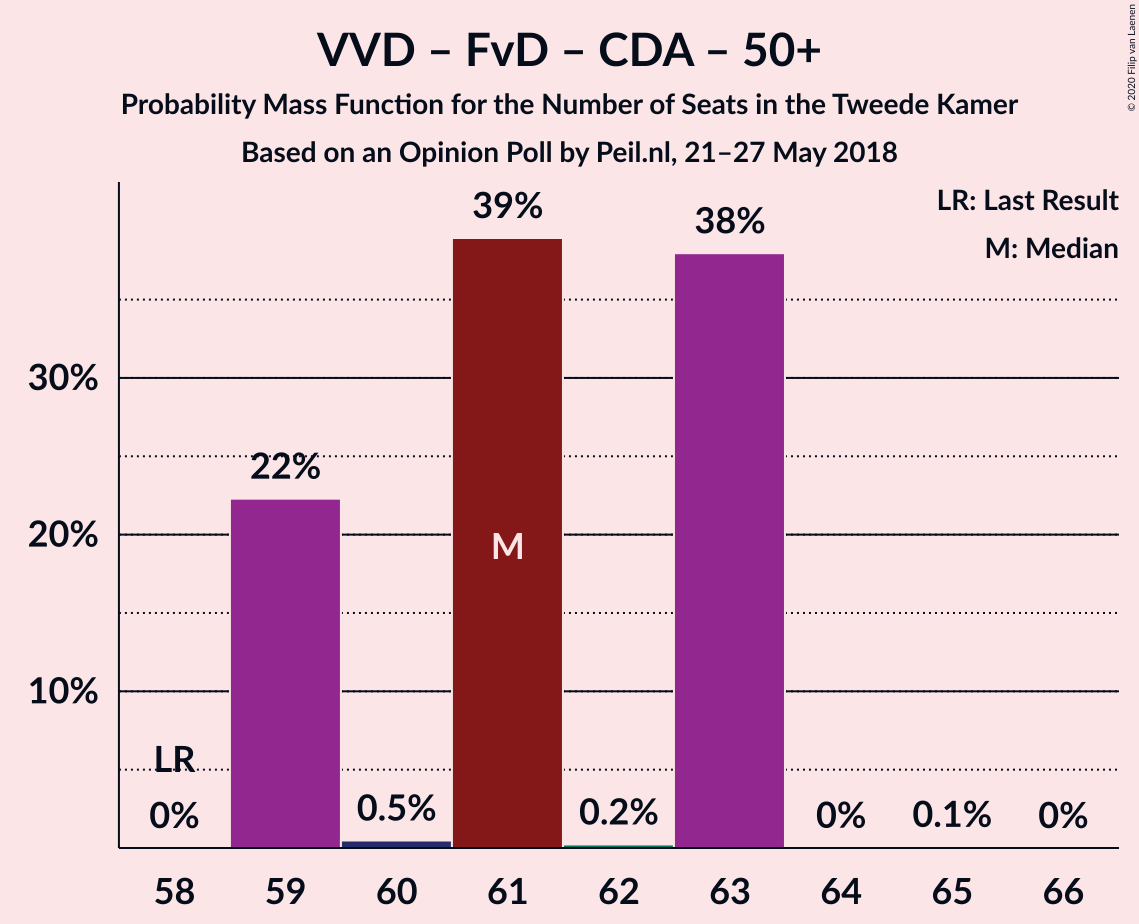 VVD – FvD – CDA – 50+
Probability Mass Function for the Number of Seats in the Tweede Kamer
Based on an Opinion Poll by Peil.nl, 21–27 May 2018
© 2020 Filip van Laenen
LR: Last Result
M: Median
39%
38%
30%
22%
20%
M
10%
LR
0%
0.5%
0.2%
0%
0.1%
0%
58 59 60 61 62 63 64 65 66